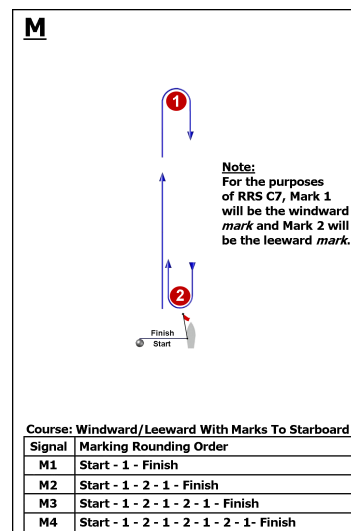 M
1
Note:
For the purposes
of RRS C7, Mark 1
will be the windward
mark and Mark 2 will
be the leeward mark.
2
Finish
Start
Course: Windward/Leeward With Marks To Starboard
Signal Marking Rounding Order
M1 Start - 1 - Finish
M2 Start - 1 - 2 - 1 - Finish
M3 Start - 1 - 2 - 1 - 2 - 1 - Finish
M4 Start - 1 - 2 - 1 - 2 - 1 - 2 - 1- Finish